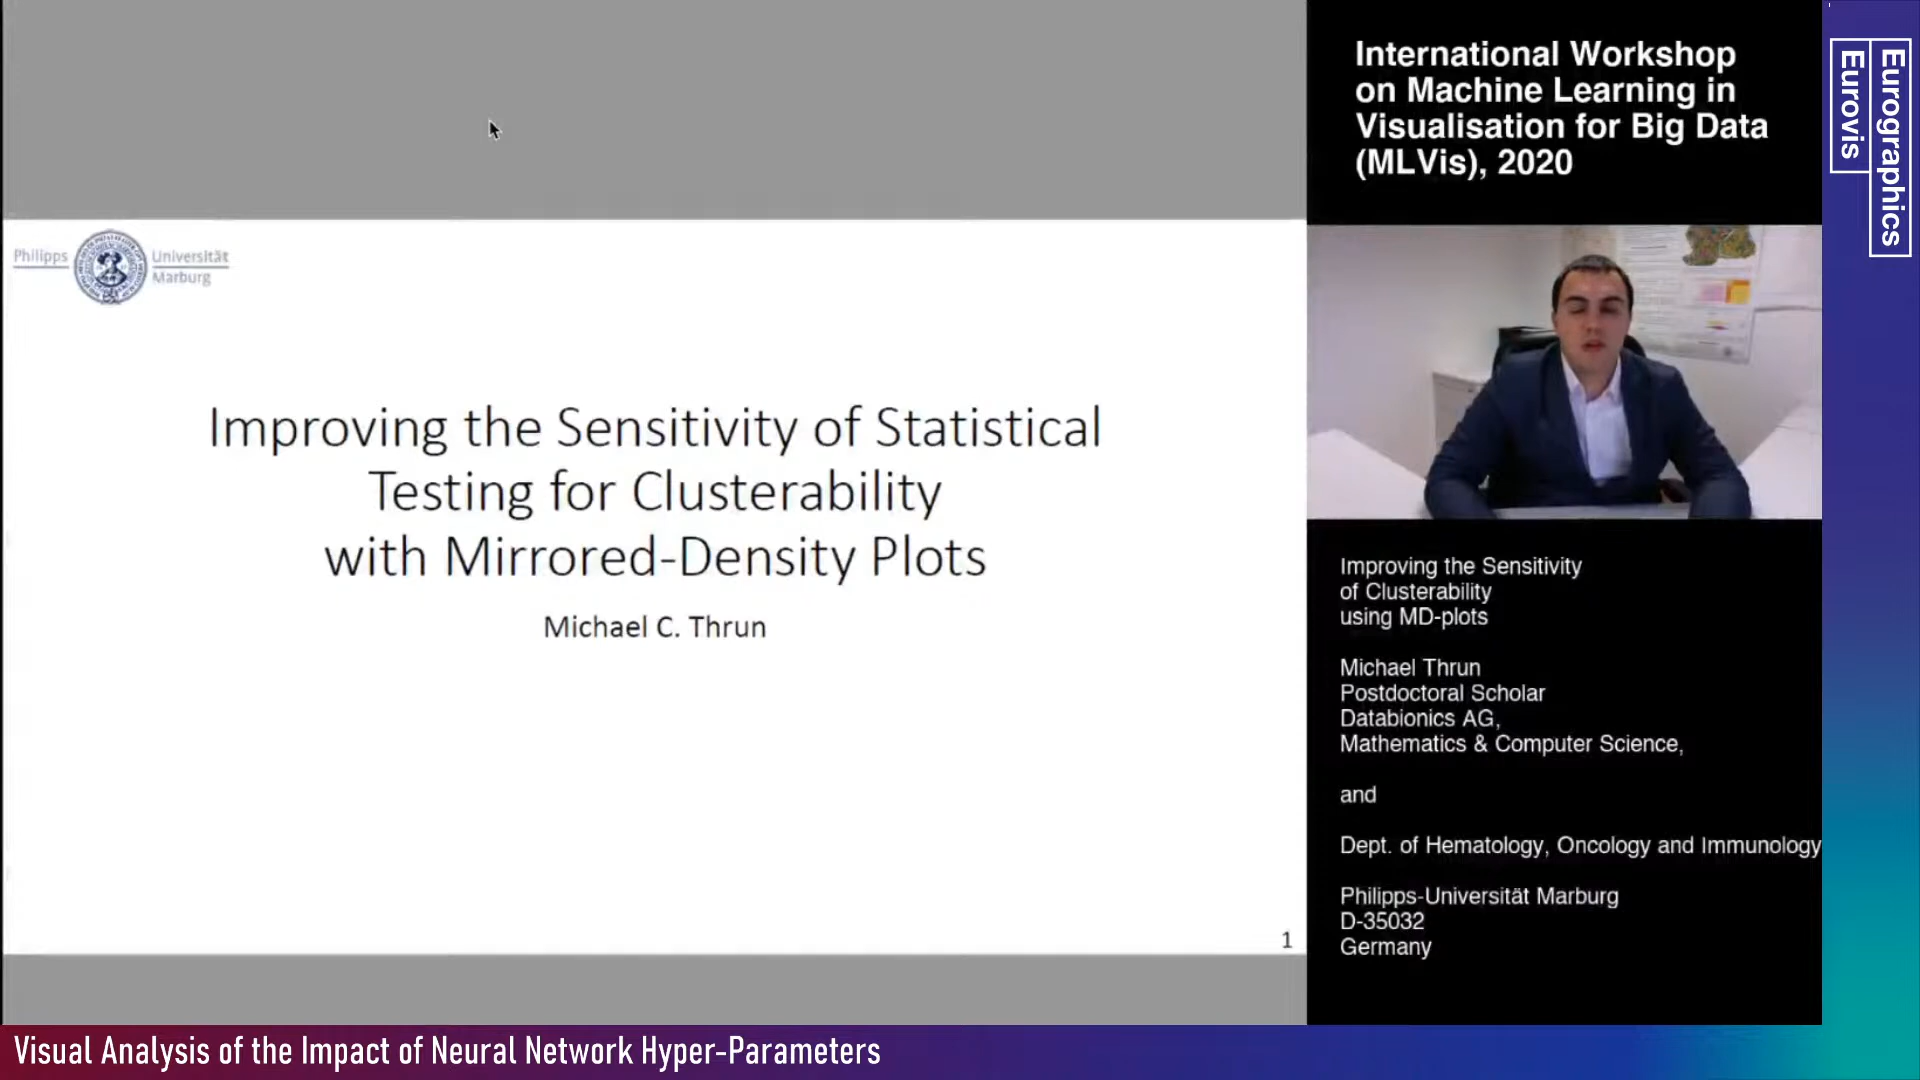 Philipps
Universität
Marburg
Improving the Sensitivity of Statistical
Testing for Clusterability
with Mirrored-Density Plots
Michael C. Thrun
1
International Workshop
on Machine Learning in
Visualisation for Big Data
(MLVis), 2020
Improving the Sensitivity
of Clusterability
using MD-plots
Michael Thrun
Postdoctoral Scholar
Databionics AG,
Mathematics & Computer Science,
and
Dept. of Hematology, Oncology and Immunology
Philipps-Universität Marburg
D-35032
Germany
Eurographics
Eurovis
Visual Analysis of the Impact of Neural Network Hyper-Parameters